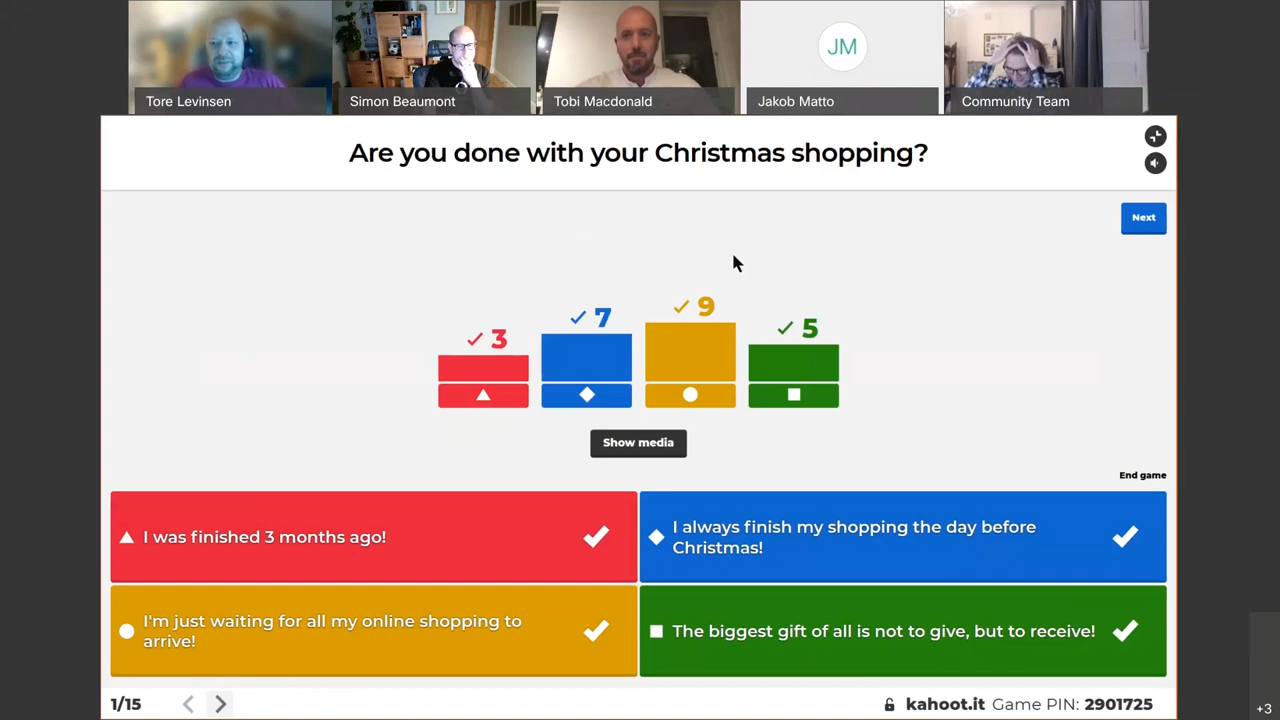 JM
Tore Levinsen
Simon Beaumont
Tobi Macdonald
Jakob Matto
Community Team
Are you done with your Christmas shopping?
Next
3
7
9
5
Show media
End game
I was finished 3 months ago!
I always finish my shopping the day before
Christmas!
I'm just waiting for all my online shopping to
arrive!
The biggest gift of all is not to give, but to receive!
1/15
kahoot.it Game PIN: 2901725
+3